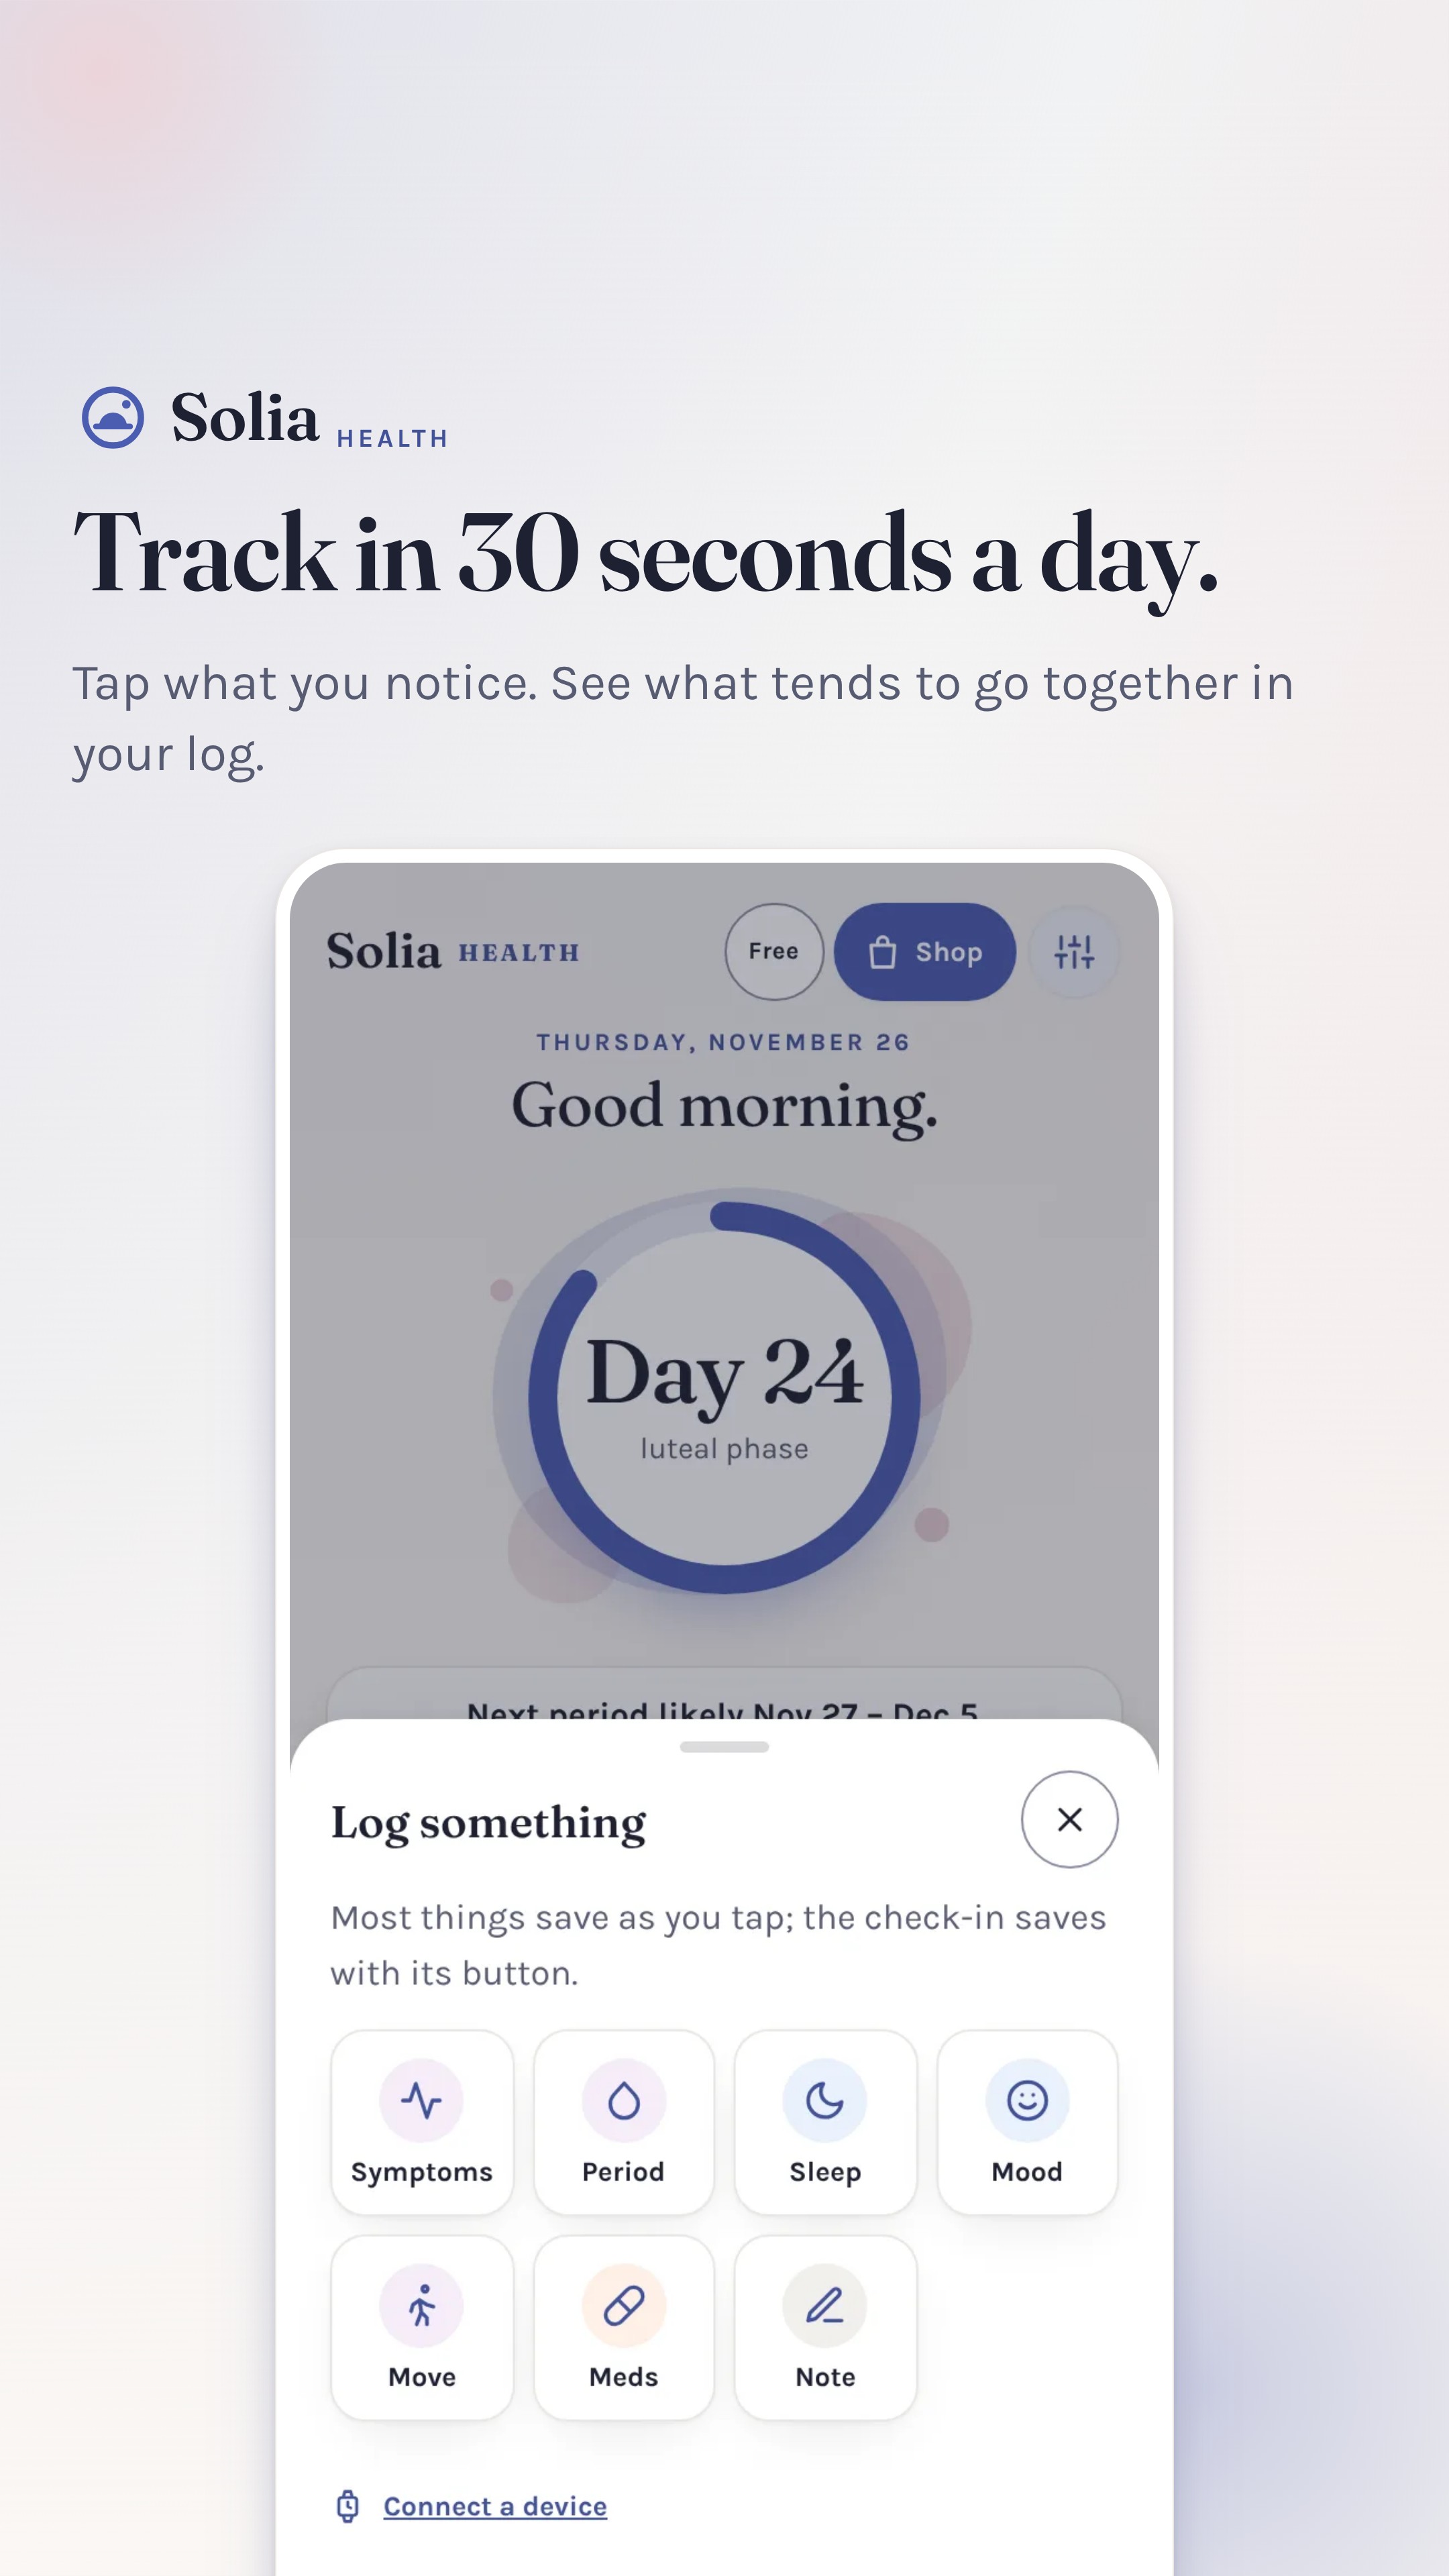 Solia HEALTH
Track in 30 seconds a day.
Tap what you notice. See what tends to go together in
your log.
Solia HEALTH
Free
Shop
THURSDAY, NOVEMBER 26
Good morning.
Day 24
luteal phase
Next period likely Nov 27 – Dec 5
Log something
Most things save as you tap; the check-in saves
with its button.
Symptoms
Period
Sleep
Mood
Move
Meds
Note
Connect a device